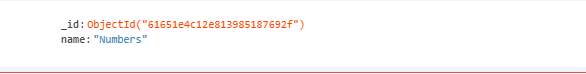 _id: ObjectId("61651e4c12e813985187692f")
name: "Numbers"